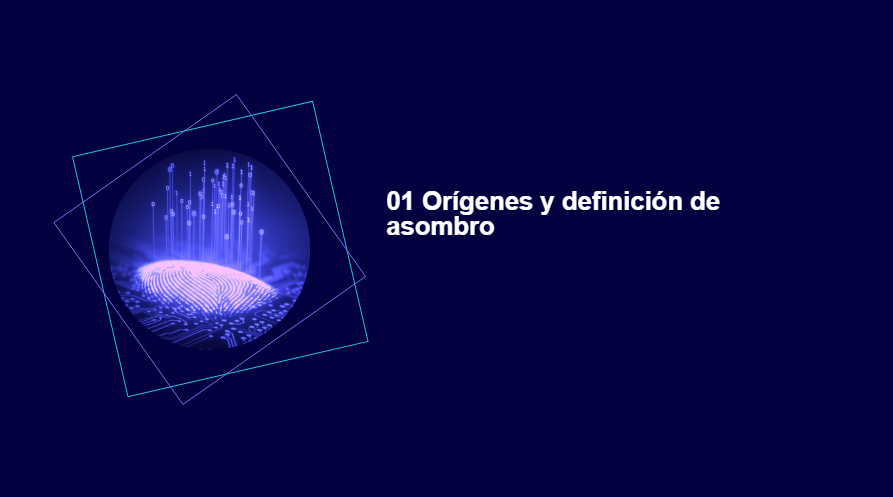 01 Orígenes y definición de
asombro